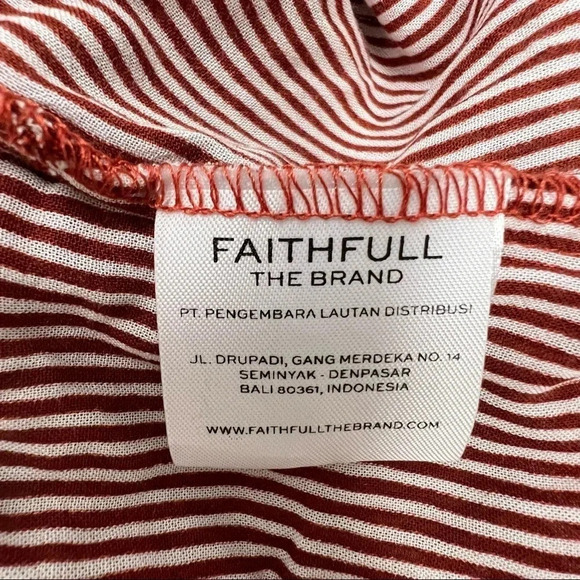 FAITHFULL
THE BRAND
PT. PENGEMBARA LAUTAN DISTRIBUSI
JL. DRUPADI, GANG MERDEKA NO. 14
SEMINYAK - DENPASAR
BALI 80361, INDONESIA
WWW.FAITHFULLTHEBRAND.COM